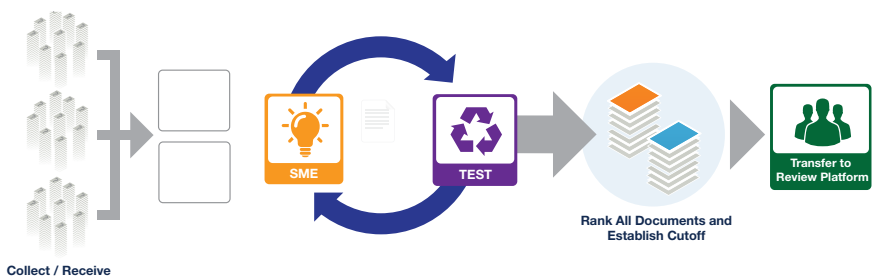 SME
TEST
Transfer to
Review Platform
Rank All Documents and
Establish Cutoff
Collect / Receive